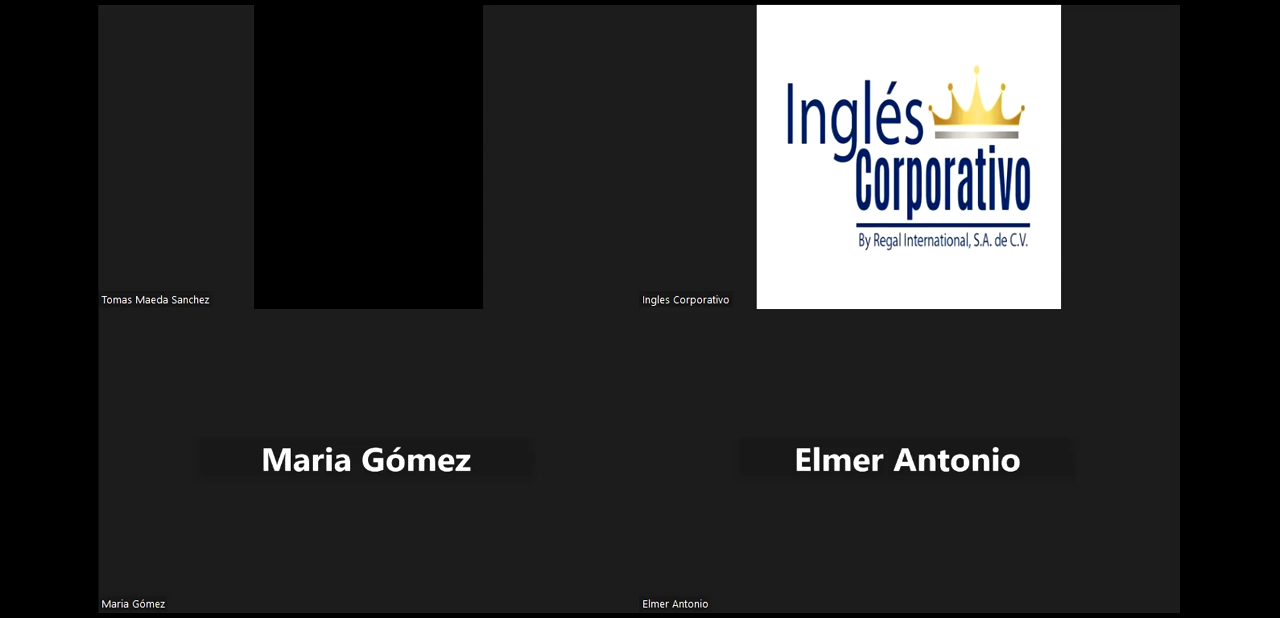 Inglés
Corporativo
By Regal International, S.A. de C.V.
Tomas Maeda Sanchez
Ingles Corporativo
Maria Gómez
Elmer Antonio
Maria Gómez
Elmer Antonio